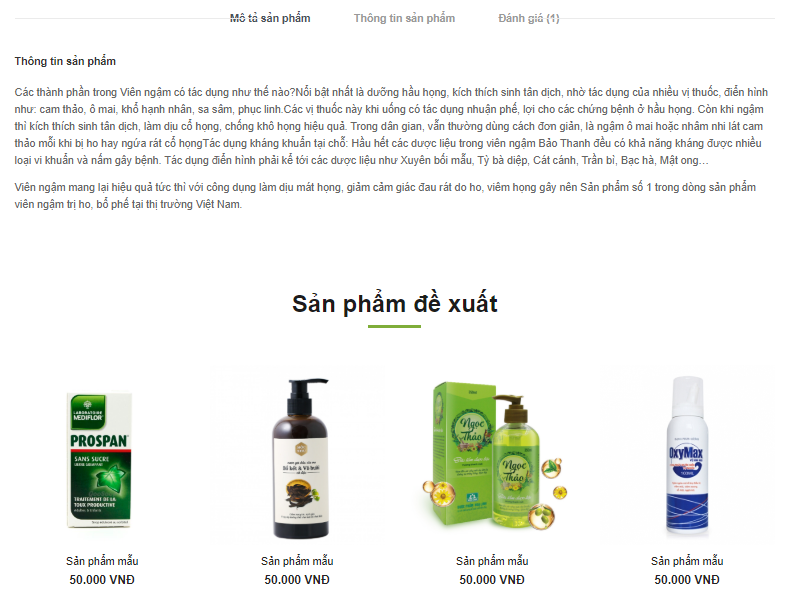 Mô tả sản phẩm Thông tin sản phẩm Đánh giá (1)
Thông tin sản phẩm
Các thành phần trong Viên ngậm có tác dụng như thế nào?Nổi bật nhất là dưỡng hầu họng, kích thích sinh tân dịch, nhờ tác dụng của nhiều vị thuốc, điển hình
như: cam thảo, ô mai, khổ hạnh nhân, sa sâm, phục linh.Các vị thuốc này khi uống có tác dụng nhuận phế, lợi cho các chứng bệnh ở hầu họng. Còn khi ngậm
thì kích thích sinh tân dịch, làm dịu cổ họng, chống khô họng hiệu quả. Trong dân gian, vẫn thường dùng cách đơn giản, là ngậm ô mai hoặc nhâm nhi lát cam
thảo mỗi khi bị ho hay ngứa rát cổ họngTác dụng kháng khuẩn tại chỗ: Hầu hết các dược liệu trong viên ngậm Bảo Thanh đều có khả năng kháng được nhiều
loại vi khuẩn và nấm gây bệnh. Tác dụng điển hình phải kể tới các dược liệu như Xuyên bối mẫu, Tỳ bà diệp, Cát cánh, Trần bì, Bạc hà, Mật ong…
Viên ngậm mang lại hiệu quả tức thì với công dụng làm dịu mát họng, giảm cảm giác đau rát do ho, viêm họng gây nên Sản phẩm số 1 trong dòng sản phẩm
viên ngậm trị ho, bổ phế tại thị trường Việt Nam.
Sản phẩm đề xuất
LABORATOIRE
MEDIFLOR
PROSPAN
SANS SUCRE
TRAITEMENT DE LA
TOUX PRODUCTIVE
Bồ kết & Vỏ bưởi
Ngọc
Thảo
Ngọc
Thảo
OxyMax
Sản phẩm mẫu Sản phẩm mẫu Sản phẩm mẫu Sản phẩm mẫu
50.000 VNĐ 50.000 VNĐ 50.000 VNĐ 50.000 VNĐ